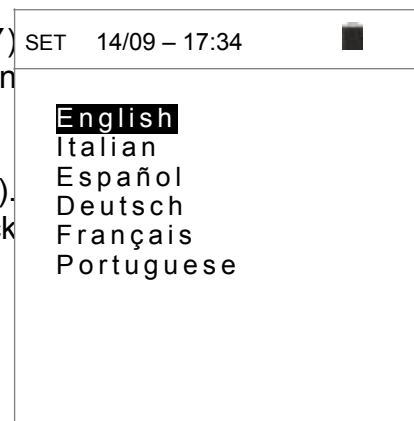 SET 14/09 – 17:34
English
Italian
Español
Deutsch
Français
Portuguese